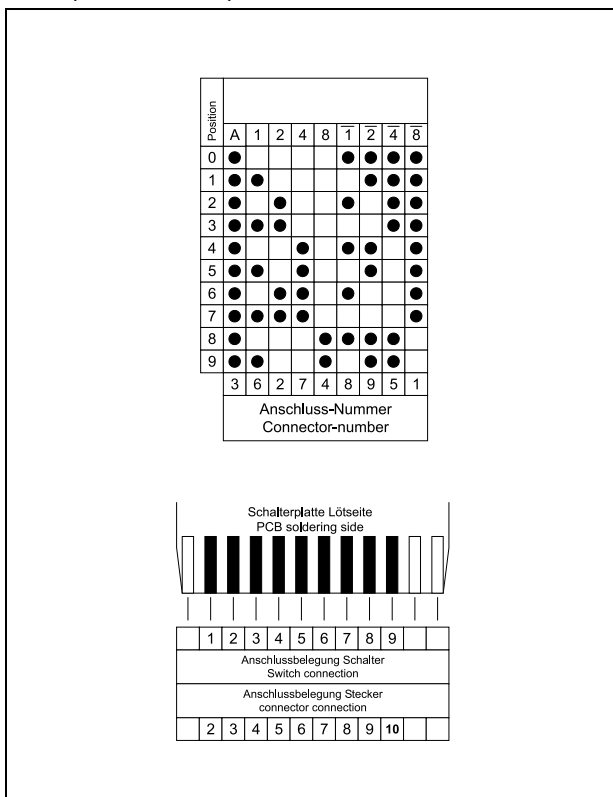 Position
A 1 2 4 8 1̅ 2̅ 4̅ 8̅
0 ● ● ● ● ●
1 ● ● ● ● ●
2 ● ● ● ● ●
3 ● ● ● ● ●
4 ● ● ● ● ●
5 ● ● ● ● ●
6 ● ● ● ● ●
7 ● ● ● ● ●
8 ● ● ● ● ●
9 ● ● ● ● ●
3 6 2 7 4 8 9 5 1
Anschluss-Nummer
Connector-number
Schalterplatte Lötseite
PCB soldering side
1 2 3 4 5 6 7 8 9
Anschlussbelegung Schalter
Switch connection
Anschlussbelegung Stecker
connector connection
2 3 4 5 6 7 8 9 10